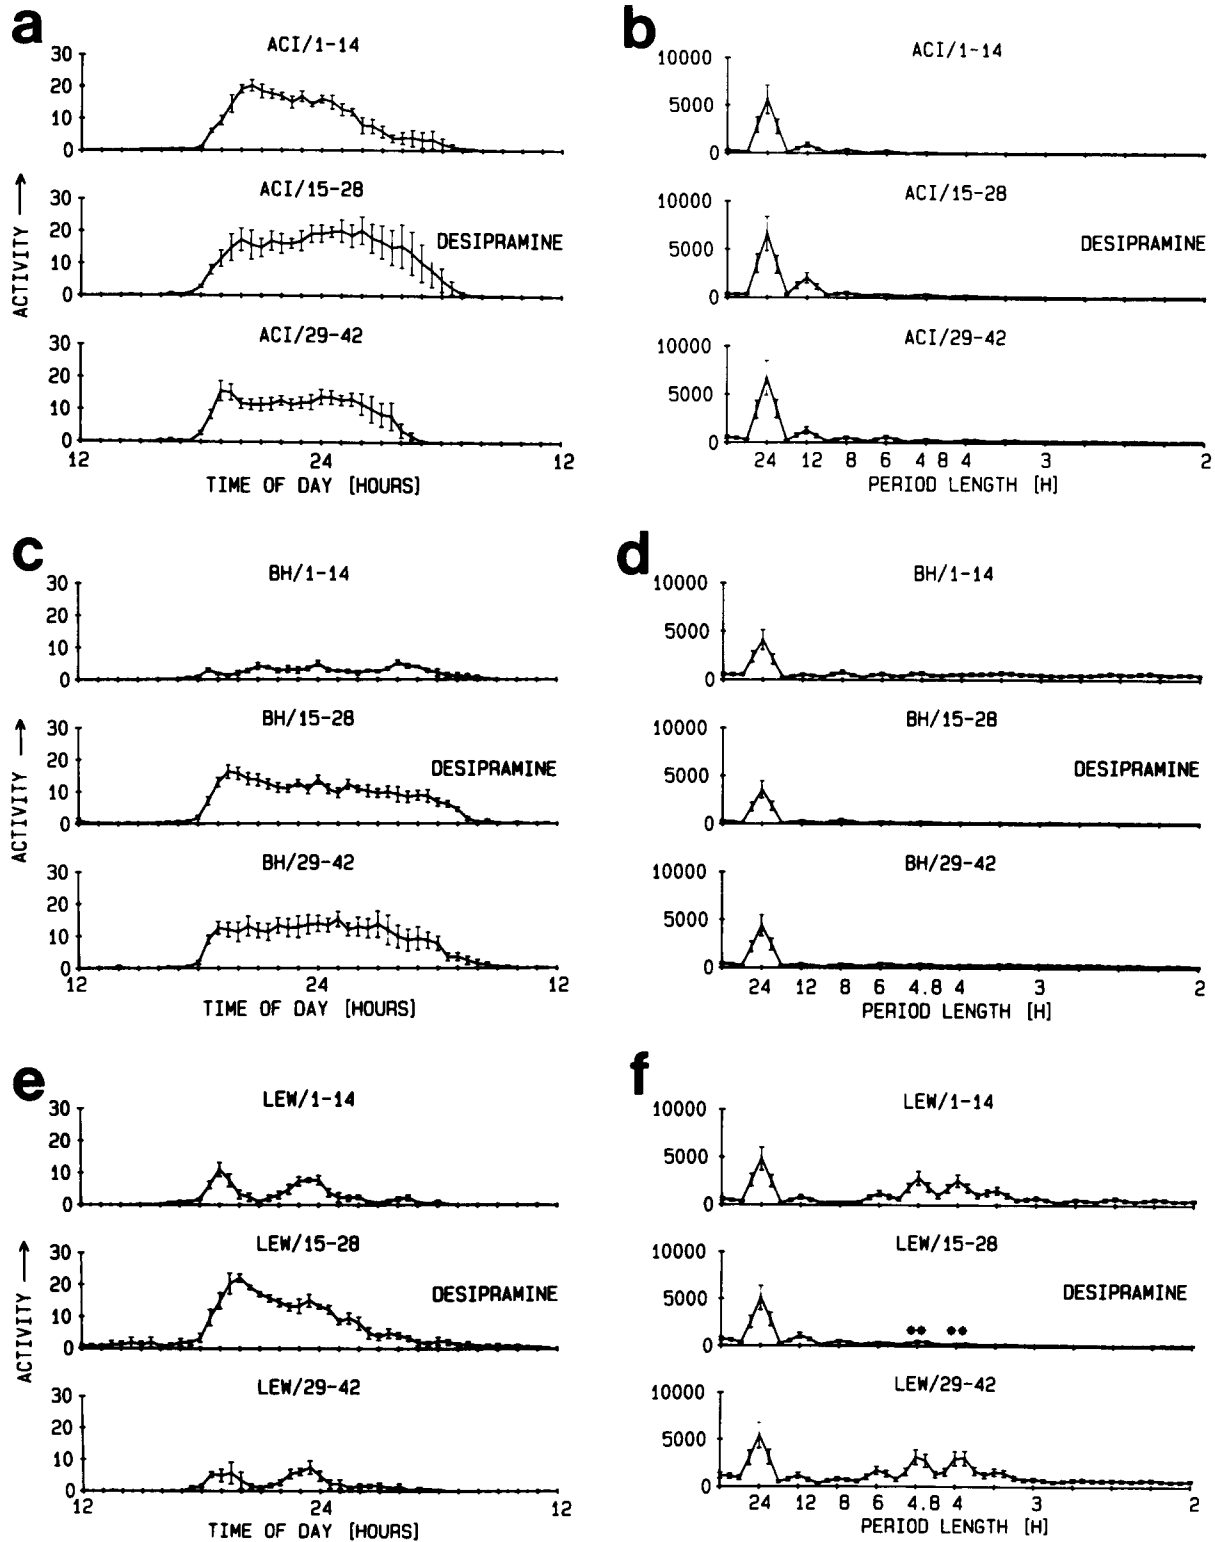 a
b
ACI/1-14
ACI/1-14
30
20
10
0
10000
5000
0
ACI/15-28
ACI/15-28
30
20
10
0
DESIPRAMINE
10000
5000
0
DESIPRAMINE
ACTIVITY →
ACI/29-42
ACI/29-42
30
20
10
0
10000
5000
0
12 24 12
24 12 8 6 4 8 4 3 2
TIME OF DAY [HOURS]
PERIOD LENGTH [H]
c
d
BH/1-14
BH/1-14
30
20
10
0
10000
5000
0
BH/15-28
BH/15-28
30
20
10
0
DESIPRAMINE
10000
5000
0
DESIPRAMINE
ACTIVITY →
BH/29-42
BH/29-42
30
20
10
0
10000
5000
0
12 24 12
24 12 8 6 4.8 4 3 2
TIME OF DAY [HOURS]
PERIOD LENGTH [H]
e
f
LEW/1-14
LEW/1-14
30
20
10
0
10000
5000
0
LEW/15-28
LEW/15-28
30
20
10
0
DESIPRAMINE
10000
5000
0
DESIPRAMINE
ACTIVITY →
LEW/29-42
LEW/29-42
30
20
10
0
10000
5000
0
12 24 12
24 12 8 6 4.8 4 3 2
TIME OF DAY [HOURS]
PERIOD LENGTH [H]